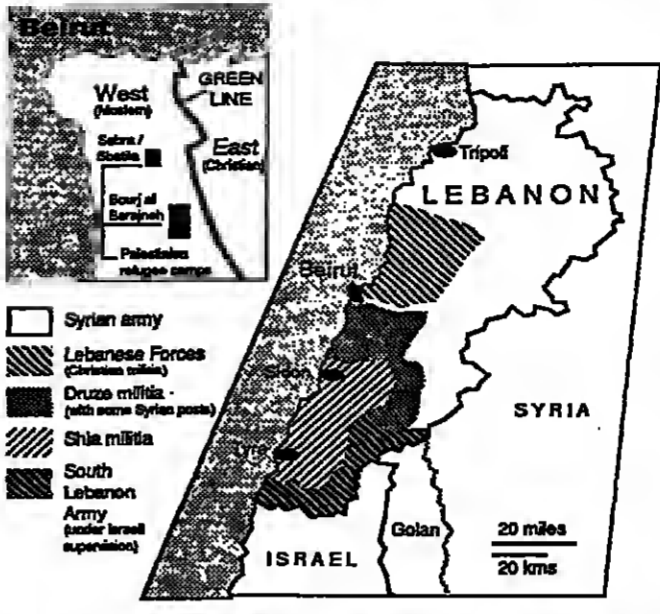 Beirut
West
(Moslem)
GREEN
LINE
East
(Christian)
Sabra /
Shatila
Bourj al
Barajneh
Palestinian
refugee camps
Syrian army
Lebanese Forces
(Christian militia)
Druze militia -
(with some Syrian posts)
Shia militia
South
Lebanon
Army
(under Israeli
supervision)
Tripoli
LEBANON
Beirut
Sidon
Tyre
SYRIA
Golan
ISRAEL
20 miles
20 kms